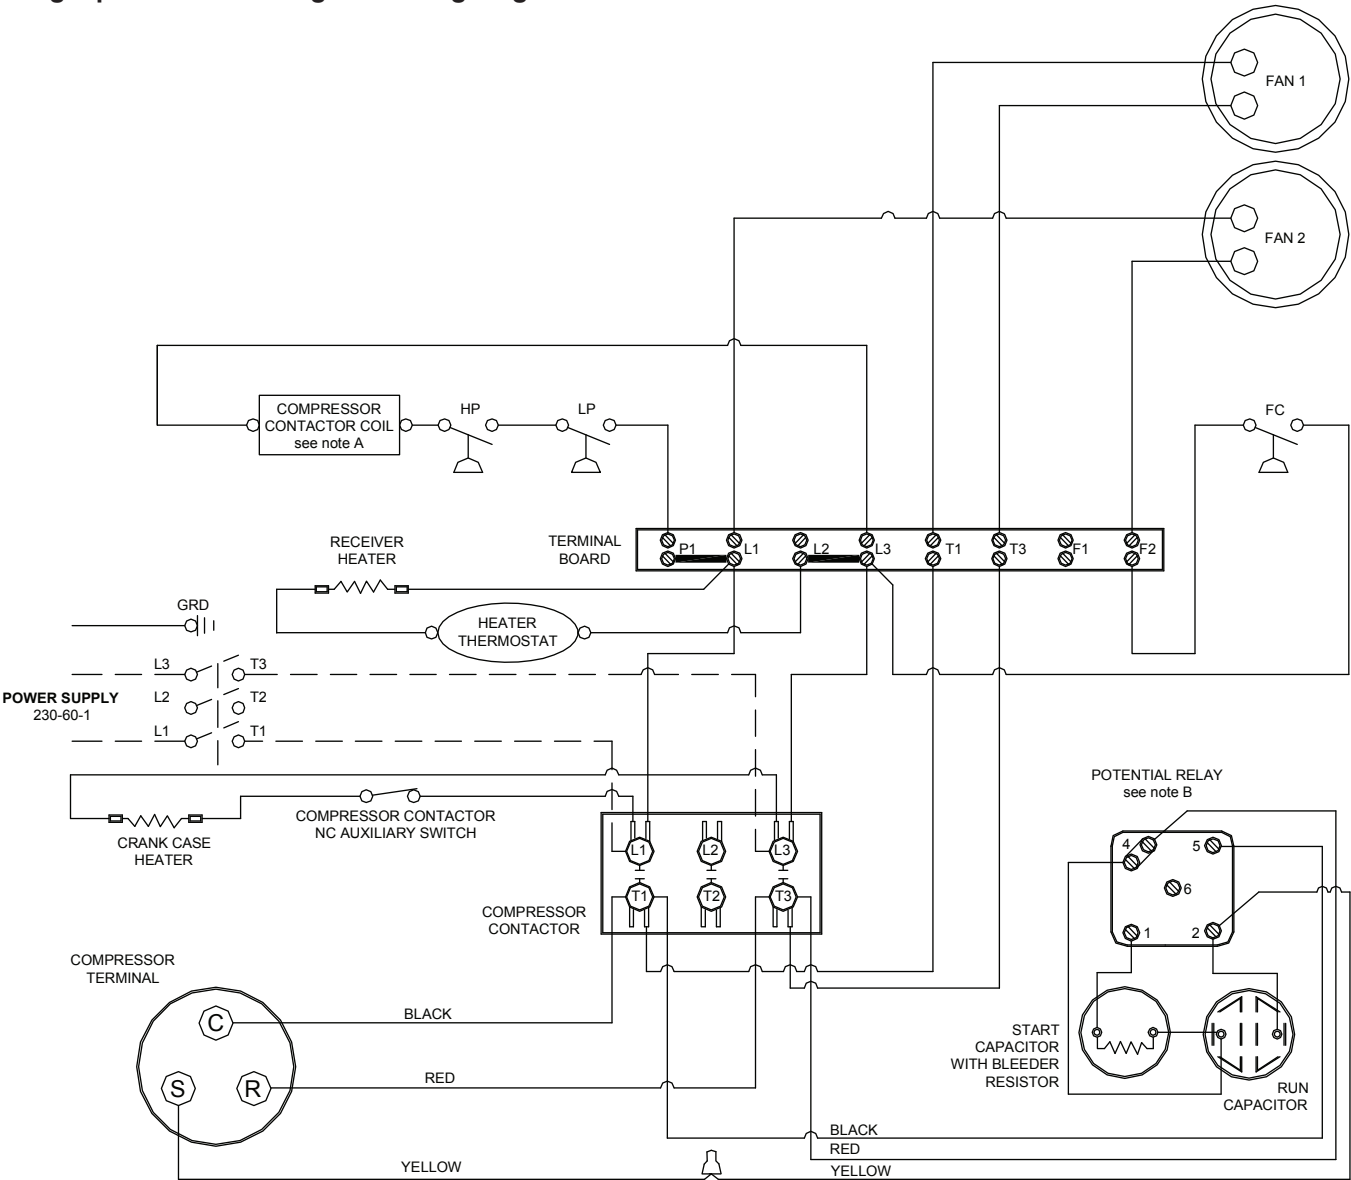 FAN 1
FAN 2
COMPRESSOR
CONTACTOR COIL
see note A
HP
LP
FC
RECEIVER
HEATER
TERMINAL
BOARD
P1
L1
L2
L3
T1
T3
F1
F2
GRD
HEATER
THERMOSTAT
L3
T3
POWER SUPPLY
230-60-1
L2
T2
L1
T1
POTENTIAL RELAY
see note B
COMPRESSOR CONTACTOR
NC AUXILIARY SWITCH
CRANK CASE
HEATER
L1
L2
L3
T1
T2
T3
COMPRESSOR
CONTACTOR
4
5
6
1
2
COMPRESSOR
TERMINAL
C
S
R
BLACK
RED
START
CAPACITOR
WITH BLEEDER
RESISTOR
RUN
CAPACITOR
BLACK
RED
YELLOW
YELLOW